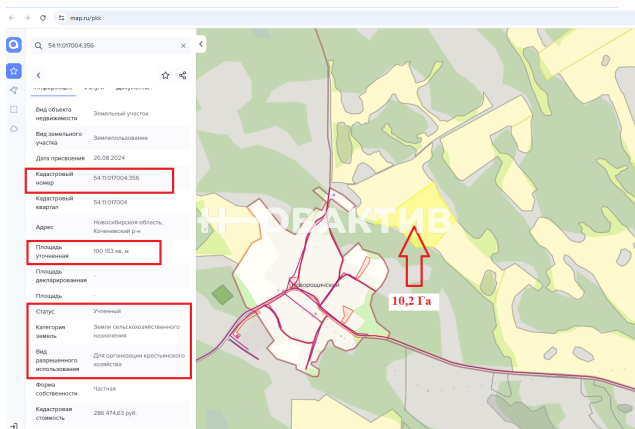 map.ru/pkk
54:11:017004:356
Вид объекта
недвижимости
Земельный участок
Вид земельного
участка
Землепользование
Дата присвоения
26.08.2024
Кадастровый
номер
54:11:017004:356
Кадастровый
квартал
54:11:017004
Адрес
Новосибирская область,
Коченевский р-н
Площадь
уточненная
100 153 кв. м
Площадь
декларированная
-
Площадь
-
Статус
Учтенный
Категория
земель
Земли сельскохозяйственного
назначения
Вид
разрешенного
использования
Для организации крестьянского
хозяйства
Форма
собственности
Частная
Кадастровая
стоимость
286 474,63 руб.
НОВАКТИВ
10,2 Га